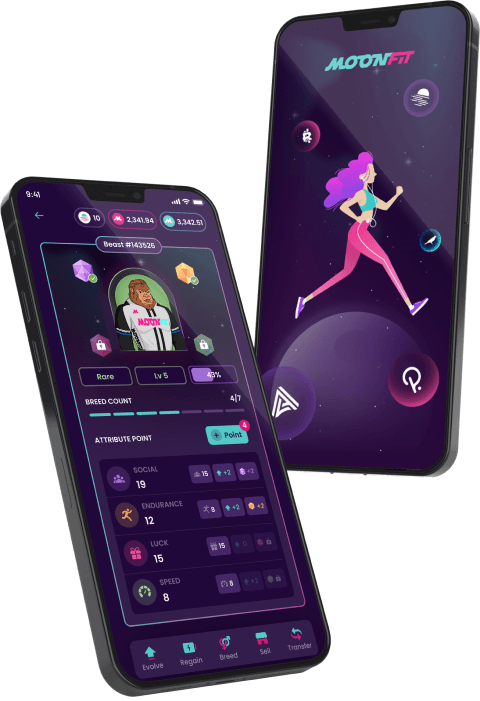 MOONFIT
9:41
10
2,341.94
3,342.51
Beast #143526
MOONFIT
Rare
Lv 5
43%
BREED COUNT
4/7
ATTRIBUTE POINT
Point
4
SOCIAL
19
15
+2
+2
ENDURANCE
12
8
+2
+2
LUCK
15
15
SPEED
8
8
+2
Evolve
Regain
Breed
Sell
Transfer